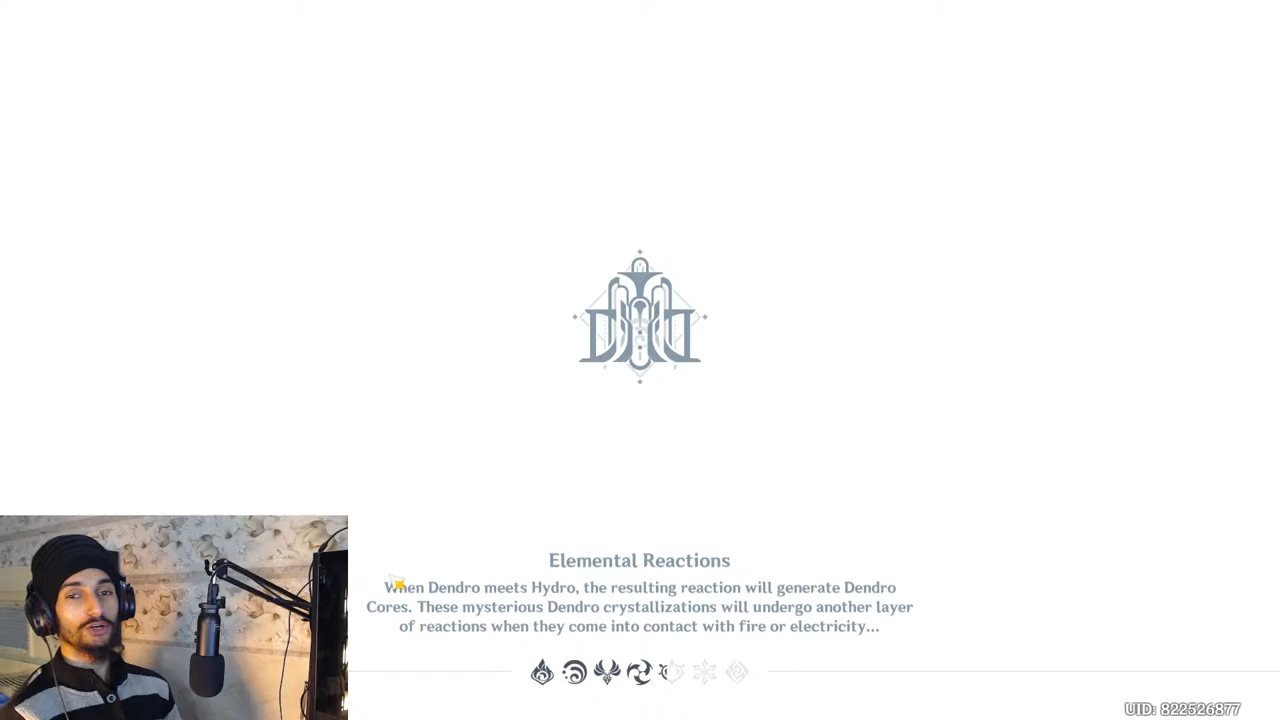 Elemental Reactions
When Dendro meets Hydro, the resulting reaction will generate Dendro
Cores. These mysterious Dendro crystallizations will undergo another layer
of reactions when they come into contact with fire or electricity...
UID: 822526877